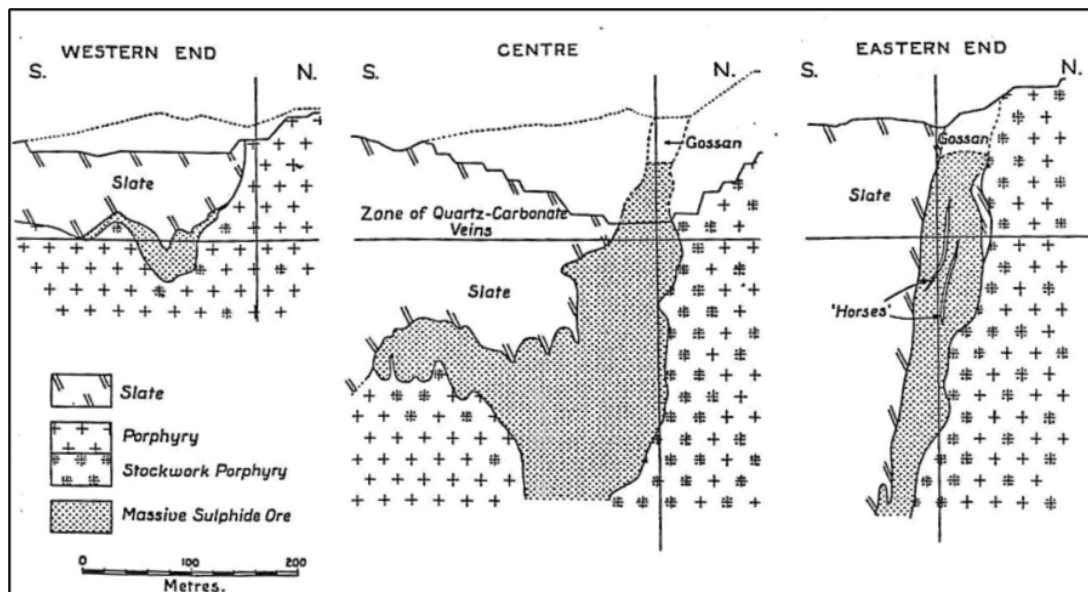 WESTERN END
S.
N.
Slate
CENTRE
S.
N.
Gossan
Zone of Quartz-Carbonate
Veins
Slate
EASTERN END
S.
N.
Gossan
Slate
'Horses'
Slate
Porphyry
Stockwork Porphyry
Massive Sulphide Ore
0
100
200
Metres.